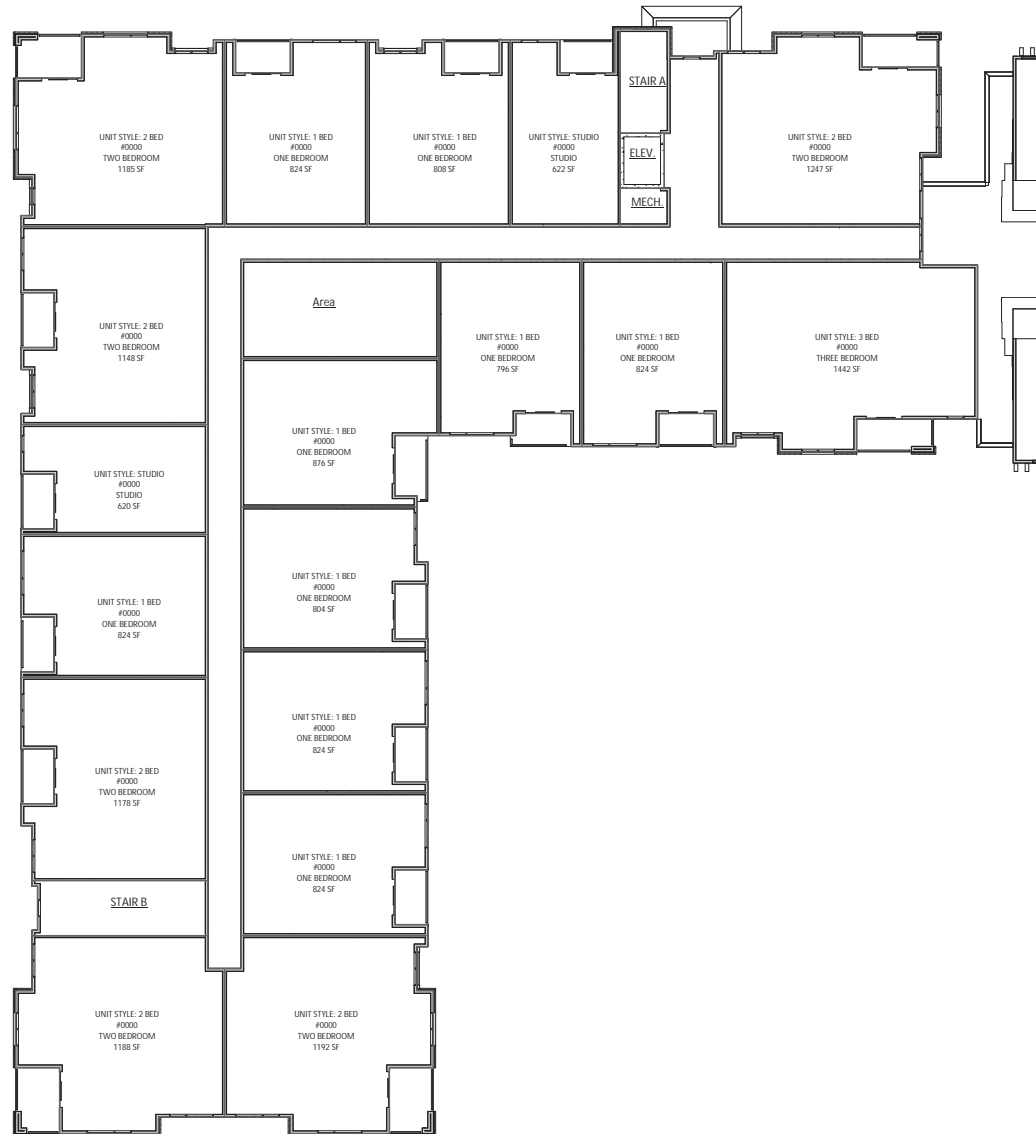 STAIR A
UNIT STYLE: 2 BED
#0000
TWO BEDROOM
1185 SF
UNIT STYLE: 1 BED
#0000
ONE BEDROOM
824 SF
UNIT STYLE: 1 BED
#0000
ONE BEDROOM
808 SF
UNIT STYLE: STUDIO
#0000
STUDIO
622 SF
ELEV.
MECH.
UNIT STYLE: 2 BED
#0000
TWO BEDROOM
1247 SF
Area
UNIT STYLE: 2 BED
#0000
TWO BEDROOM
1148 SF
UNIT STYLE: 1 BED
#0000
ONE BEDROOM
796 SF
UNIT STYLE: 1 BED
#0000
ONE BEDROOM
824 SF
UNIT STYLE: 3 BED
#0000
THREE BEDROOM
1442 SF
UNIT STYLE: 1 BED
#0000
ONE BEDROOM
876 SF
UNIT STYLE: STUDIO
#0000
STUDIO
620 SF
UNIT STYLE: 1 BED
#0000
ONE BEDROOM
804 SF
UNIT STYLE: 1 BED
#0000
ONE BEDROOM
824 SF
UNIT STYLE: 1 BED
#0000
ONE BEDROOM
824 SF
UNIT STYLE: 2 BED
#0000
TWO BEDROOM
1178 SF
UNIT STYLE: 1 BED
#0000
ONE BEDROOM
824 SF
STAIR B
UNIT STYLE: 2 BED
#0000
TWO BEDROOM
1188 SF
UNIT STYLE: 2 BED
#0000
TWO BEDROOM
1192 SF